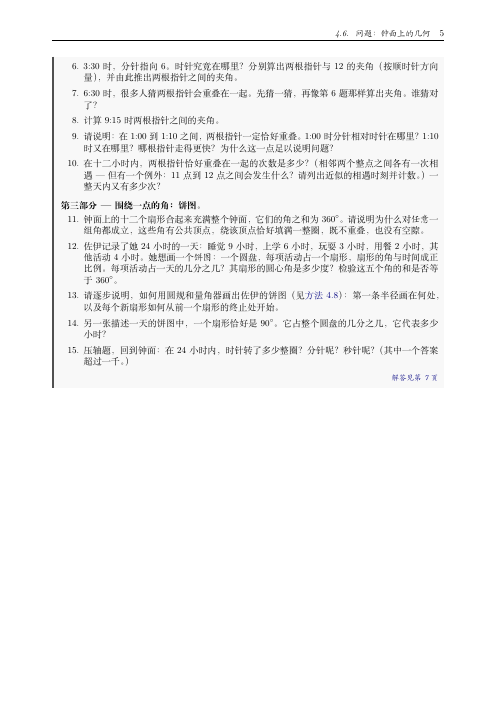 4.6. 问题：钟面上的几何 5
6. 3:30 时，分针指向 6。时针究竟在哪里？分别算出两根指针与 12 的夹角（按顺时针方向
量），并由此推出两根指针之间的夹角。
7. 6:30 时，很多人猜两根指针会重叠在一起。先猜一猜，再像第 6 题那样算出夹角。谁猜对
了？
8. 计算 9:15 时两根指针之间的夹角。
9. 请说明：在 1:00 到 1:10 之间，两根指针一定恰好重叠。1:00 时分针相对时针在哪里？1:10
时又在哪里？哪根指针走得更快？为什么这一点足以说明问题？
10. 在十二小时内，两根指针恰好重叠在一起的次数是多少？（相邻两个整点之间各有一次相
遇 — 但有一个例外：11 点到 12 点之间会发生什么？请列出近似的相遇时刻并计数。）一
整天内又有多少次？
第三部分 — 围绕一点的角：饼图。
11. 钟面上的十二个扇形合起来充满整个钟面，它们的角之和为 360°。请说明为什么对任意一
组角都成立，这些角有公共顶点，绕该顶点恰好填满一整圈，既不重叠，也没有空隙。
12. 佐伊记录了她 24 小时的一天：睡觉 9 小时，上学 6 小时，玩耍 3 小时，用餐 2 小时，其
他活动 4 小时。她想画一个饼图：一个圆盘，每项活动占一个扇形，扇形的角与时间成正
比例。每项活动占一天的几分之几？其扇形的圆心角是多少度？检验这五个角的和是否等
于 360°。
13. 请逐步说明，如何用圆规和量角器画出佐伊的饼图（见方法 4.8）：第一条半径画在何处，
以及每个新扇形如何从前一个扇形的终止处开始。
14. 另一张描述一天的饼图中，一个扇形恰好是 90°。它占整个圆盘的几分之几，它代表多少
小时？
15. 压轴题，回到钟面：在 24 小时内，时针转了多少整圈？分针呢？秒针呢？（其中一个答案
超过一千。）
解答见第 7 页